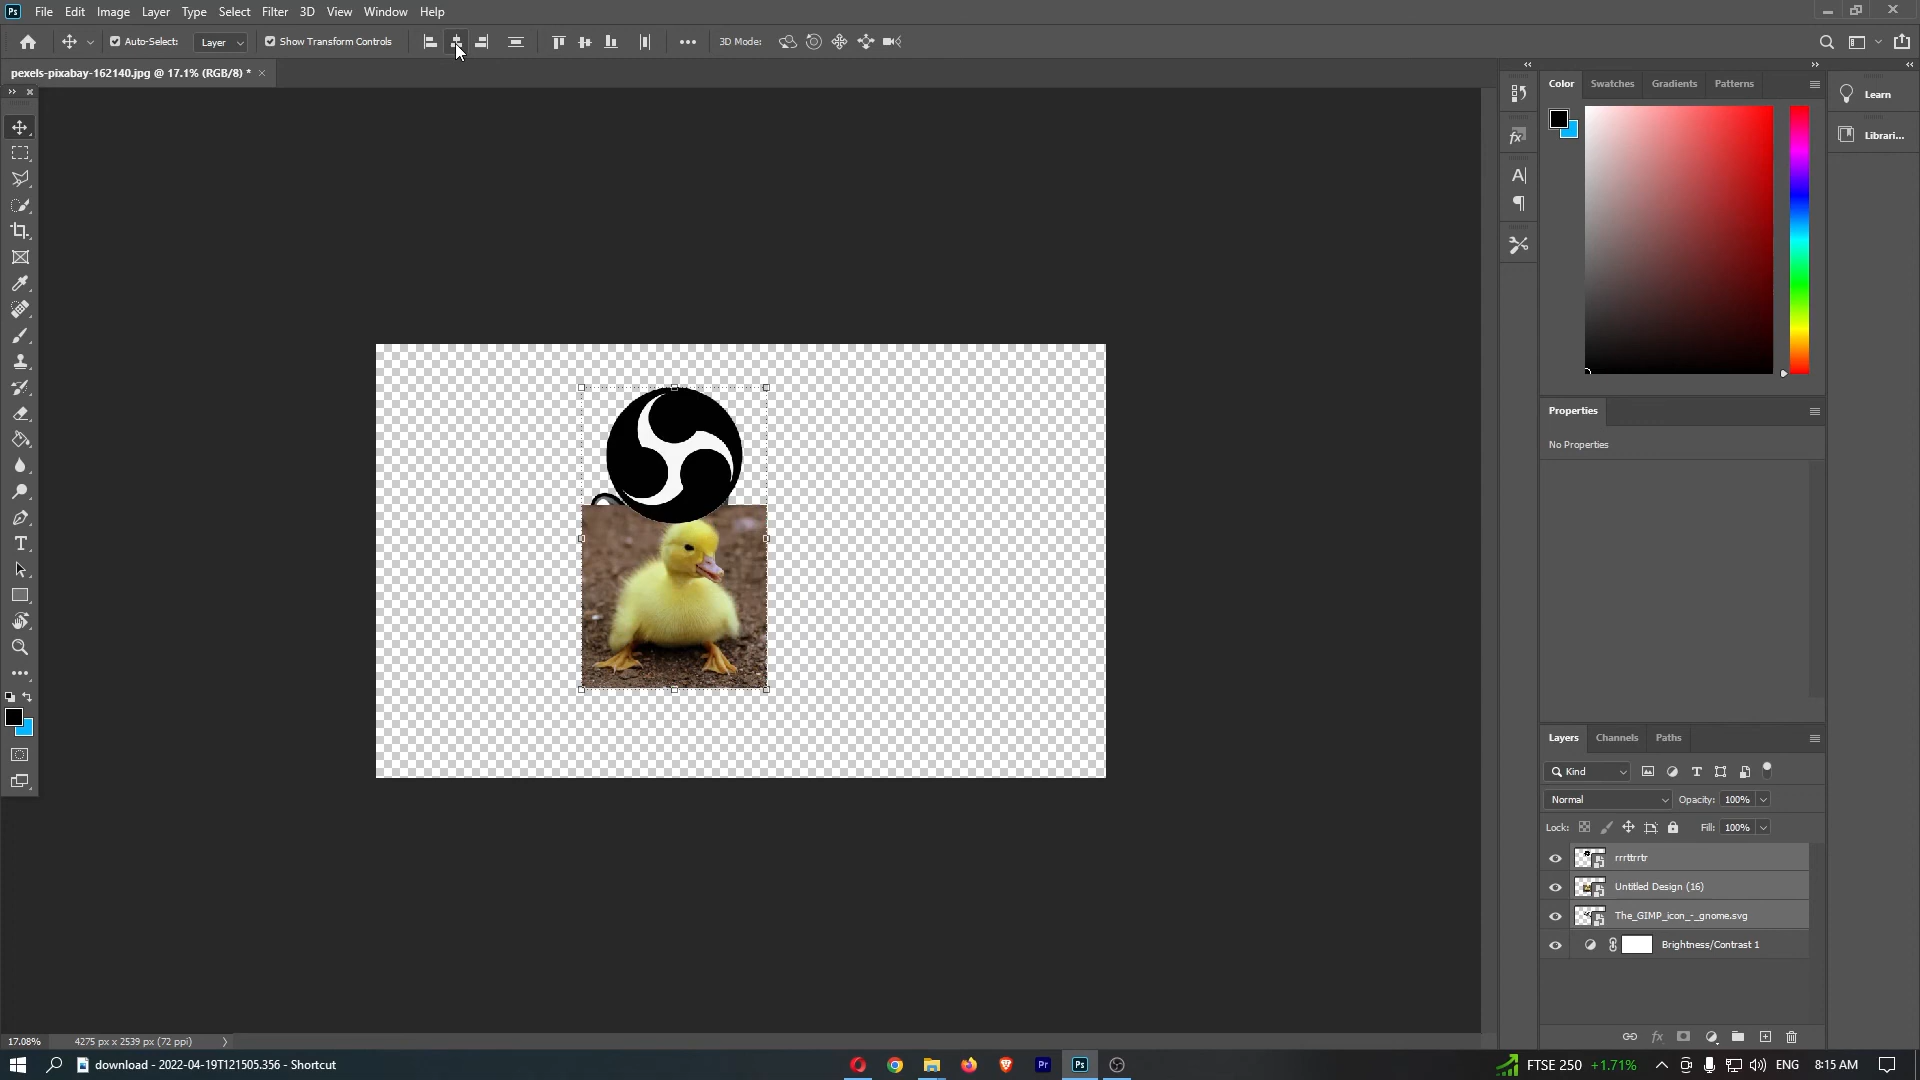 Ps File Edit Image Layer Type Select Filter 3D View Window Help
Auto-Select: Layer Show Transform Controls 3D Mode:
pexels-pixabay-162140.jpg @ 17.1% (RGB/8) *
Color Swatches Gradients Patterns
Learn
Librari...
Properties
No Properties
Layers Channels Paths
Kind
Normal Opacity: 100%
Lock: Fill: 100%
rrrttrrtr
Untitled Design (16)
The_GIMP_icon_-_gnome.svg
Brightness/Contrast 1
17.08% 4275 px x 2539 px (72 ppi)
download - 2022-04-19T121505.356 - Shortcut Pr Ps FTSE 250 +1.71% ENG 8:15 AM